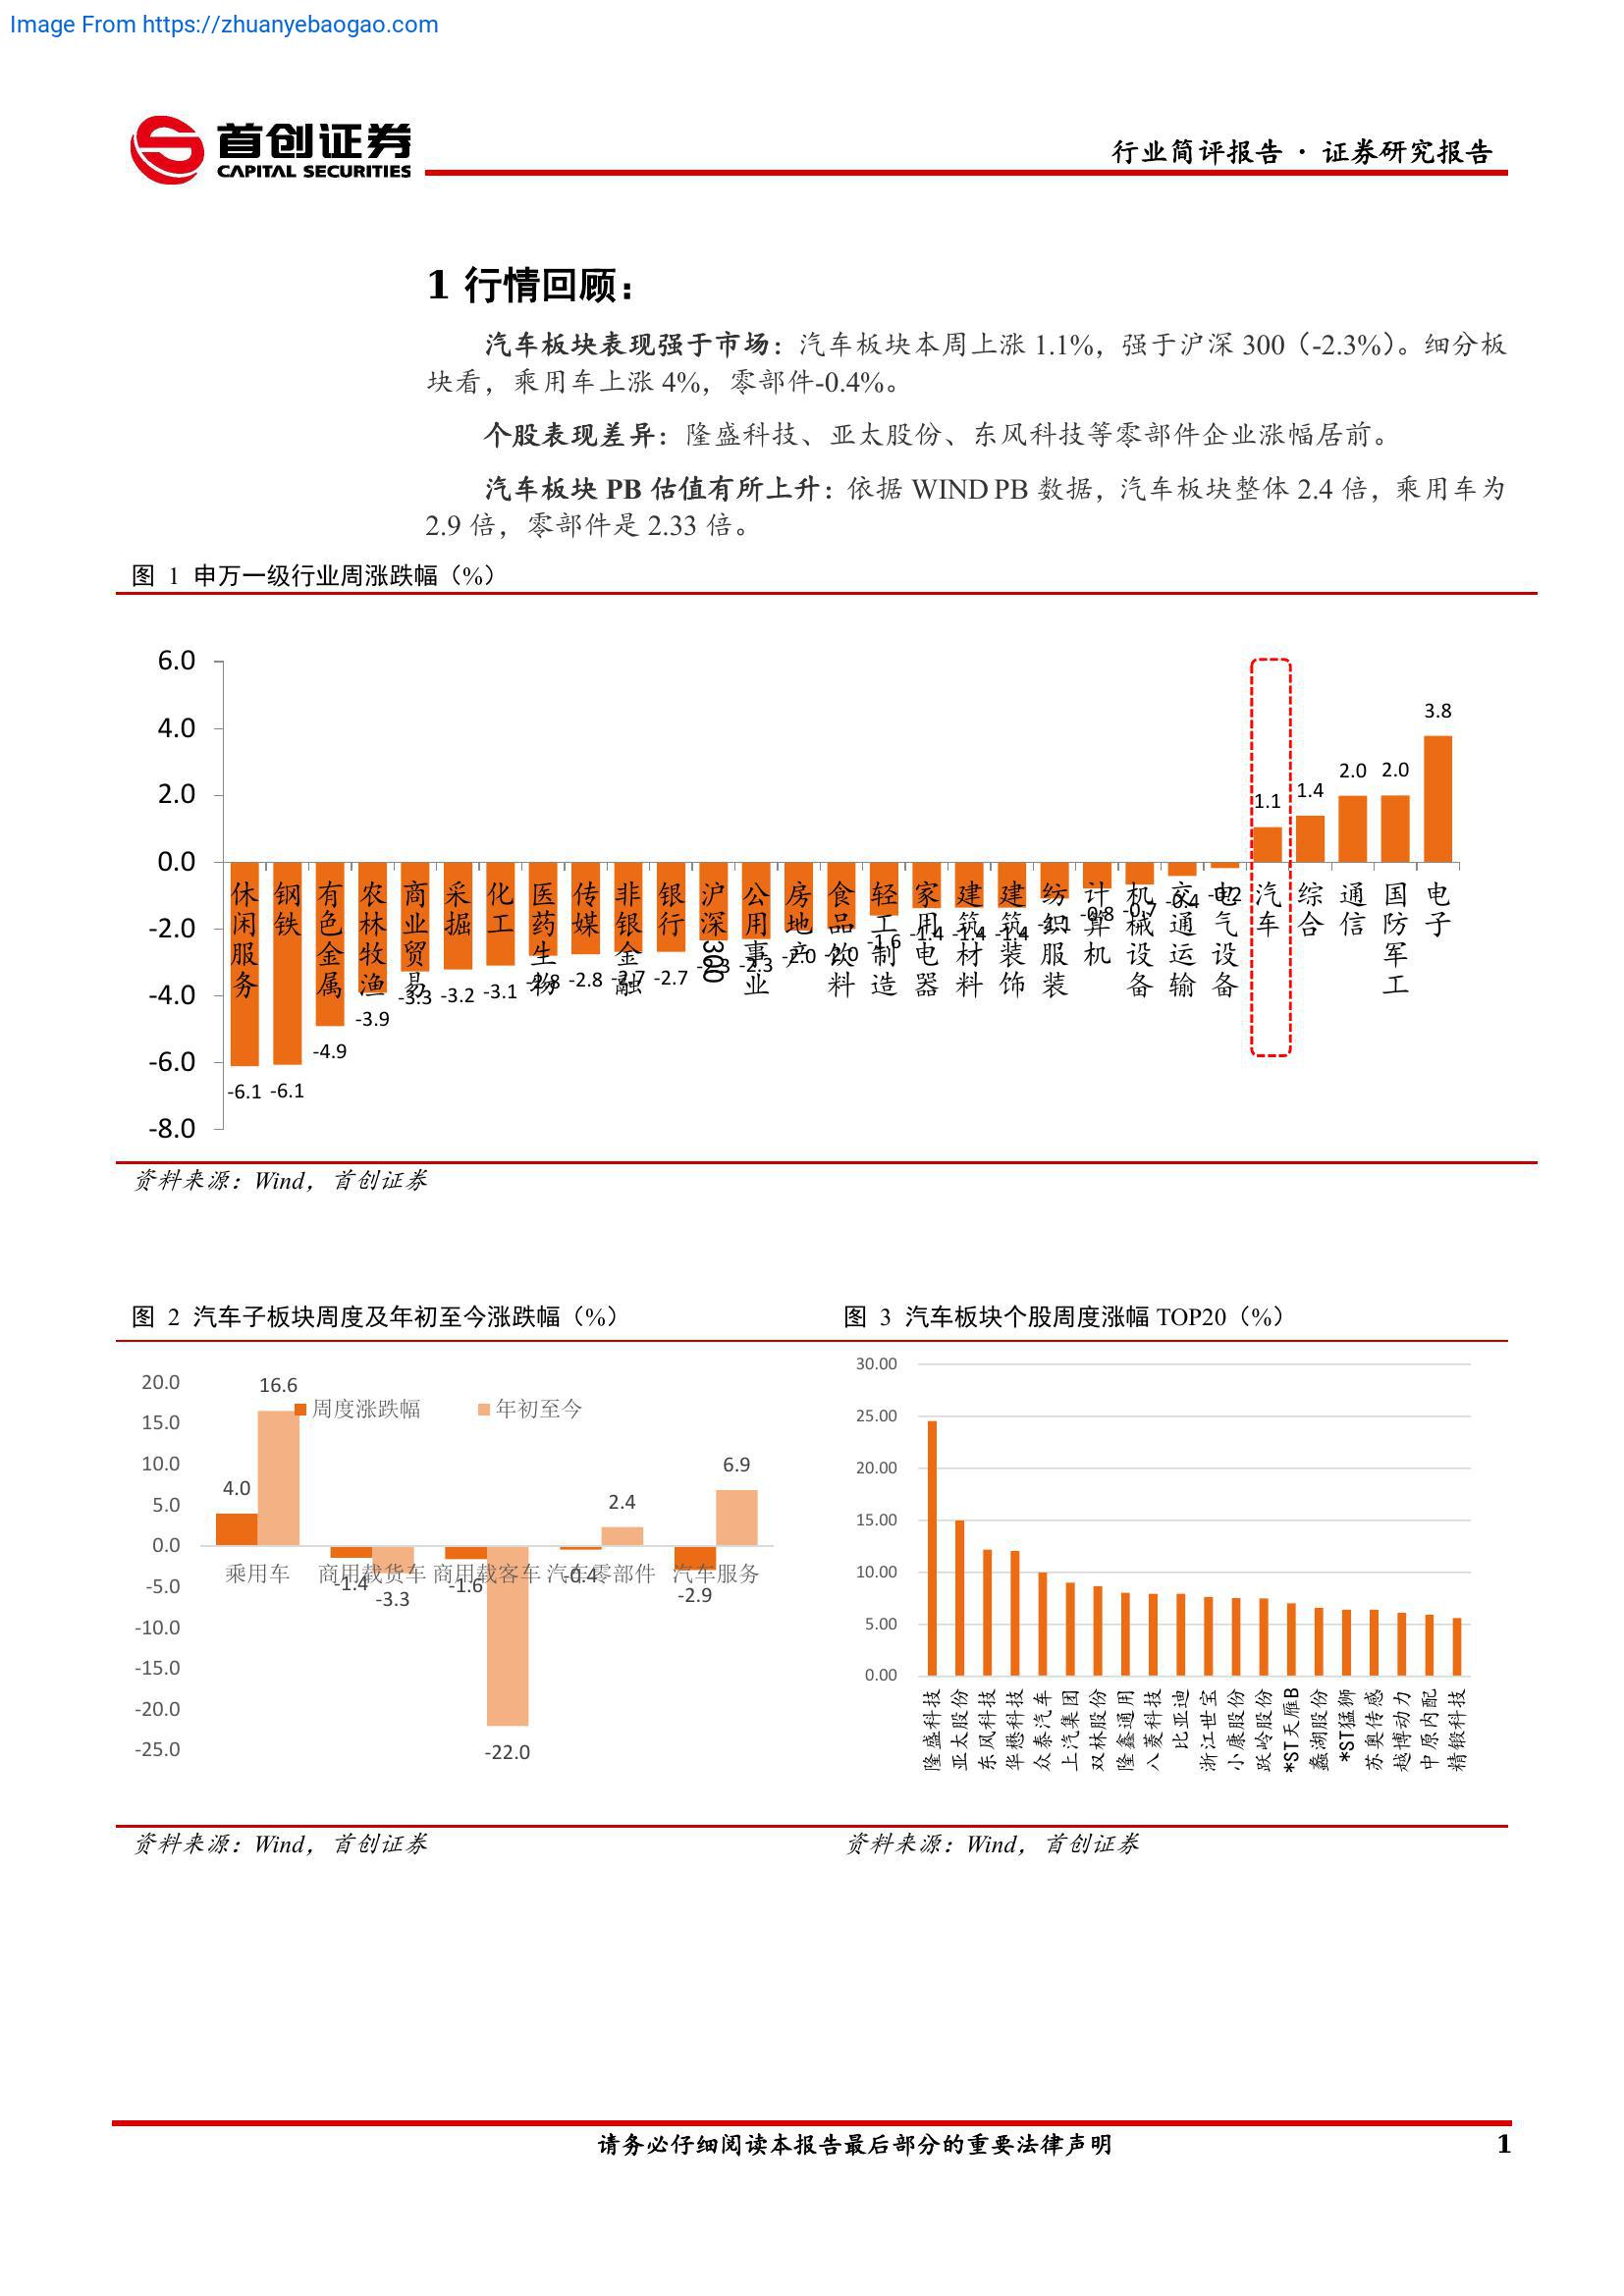 Image From https://zhuanyebaogao.com
首创证券
CAPITAL SECURITIES
行业简评报告 · 证券研究报告
1 行情回顾：
汽车板块表现强于市场：汽车板块本周上涨 1.1%，强于沪深 300（-2.3%）。细分板
块看，乘用车上涨 4%，零部件-0.4%。
个股表现差异：隆盛科技、亚太股份、东风科技等零部件企业涨幅居前。
汽车板块 PB 估值有所上升：依据 WIND PB 数据，汽车板块整体 2.4 倍，乘用车为
2.9 倍，零部件是 2.33 倍。
图 1 申万一级行业周涨跌幅（%）
6.0
4.0
2.0
0.0
-2.0
-4.0
-6.0
-8.0
休闲服务
钢铁
有色金属
农林牧渔
商业贸易
采掘
化工
医药生物
传媒
非银金融
银行
沪深300
公用事业
房地产
食品饮料
轻工制造
家用电器
建筑材料
建筑装饰
纺织服装
计算机
机械设备
交通运输
电气设备
汽车
综合
通信
国防军工
电子
-6.1 -6.1 -4.9 -3.9 -3.3 -3.2 -3.1 -2.8 -2.8 -2.7 -2.7 -2.3 -2.3 -2.0 -2.0 -1.6 -1.4 -1.4 -1.4 -1.1 -0.8 -0.7 -0.4 -0.2 1.1 1.4 2.0 2.0 3.8
资料来源：Wind，首创证券
图 2 汽车子板块周度及年初至今涨跌幅（%）
20.0
15.0
10.0
5.0
0.0
-5.0
-10.0
-15.0
-20.0
-25.0
周度涨跌幅 年初至今
4.0 16.6 -1.4 -3.3 -1.6 -22.0 -0.4 2.4 -2.9 6.9
乘用车 商用载货车 商用载客车 汽车零部件 汽车服务
资料来源：Wind，首创证券
图 3 汽车板块个股周度涨幅 TOP20（%）
30.00
25.00
20.00
15.00
10.00
5.00
0.00
隆盛科技
亚太股份
东风科技
华懋科技
众泰汽车
上汽集团
双林股份
隆鑫通用
八菱科技
比亚迪
浙江世宝
小康股份
跃岭股份
*ST天雁B
蠡湖股份
*ST猛狮
苏奥传感
越博动力
中原内配
精锻科技
资料来源：Wind，首创证券
请务必仔细阅读本报告最后部分的重要法律声明
1